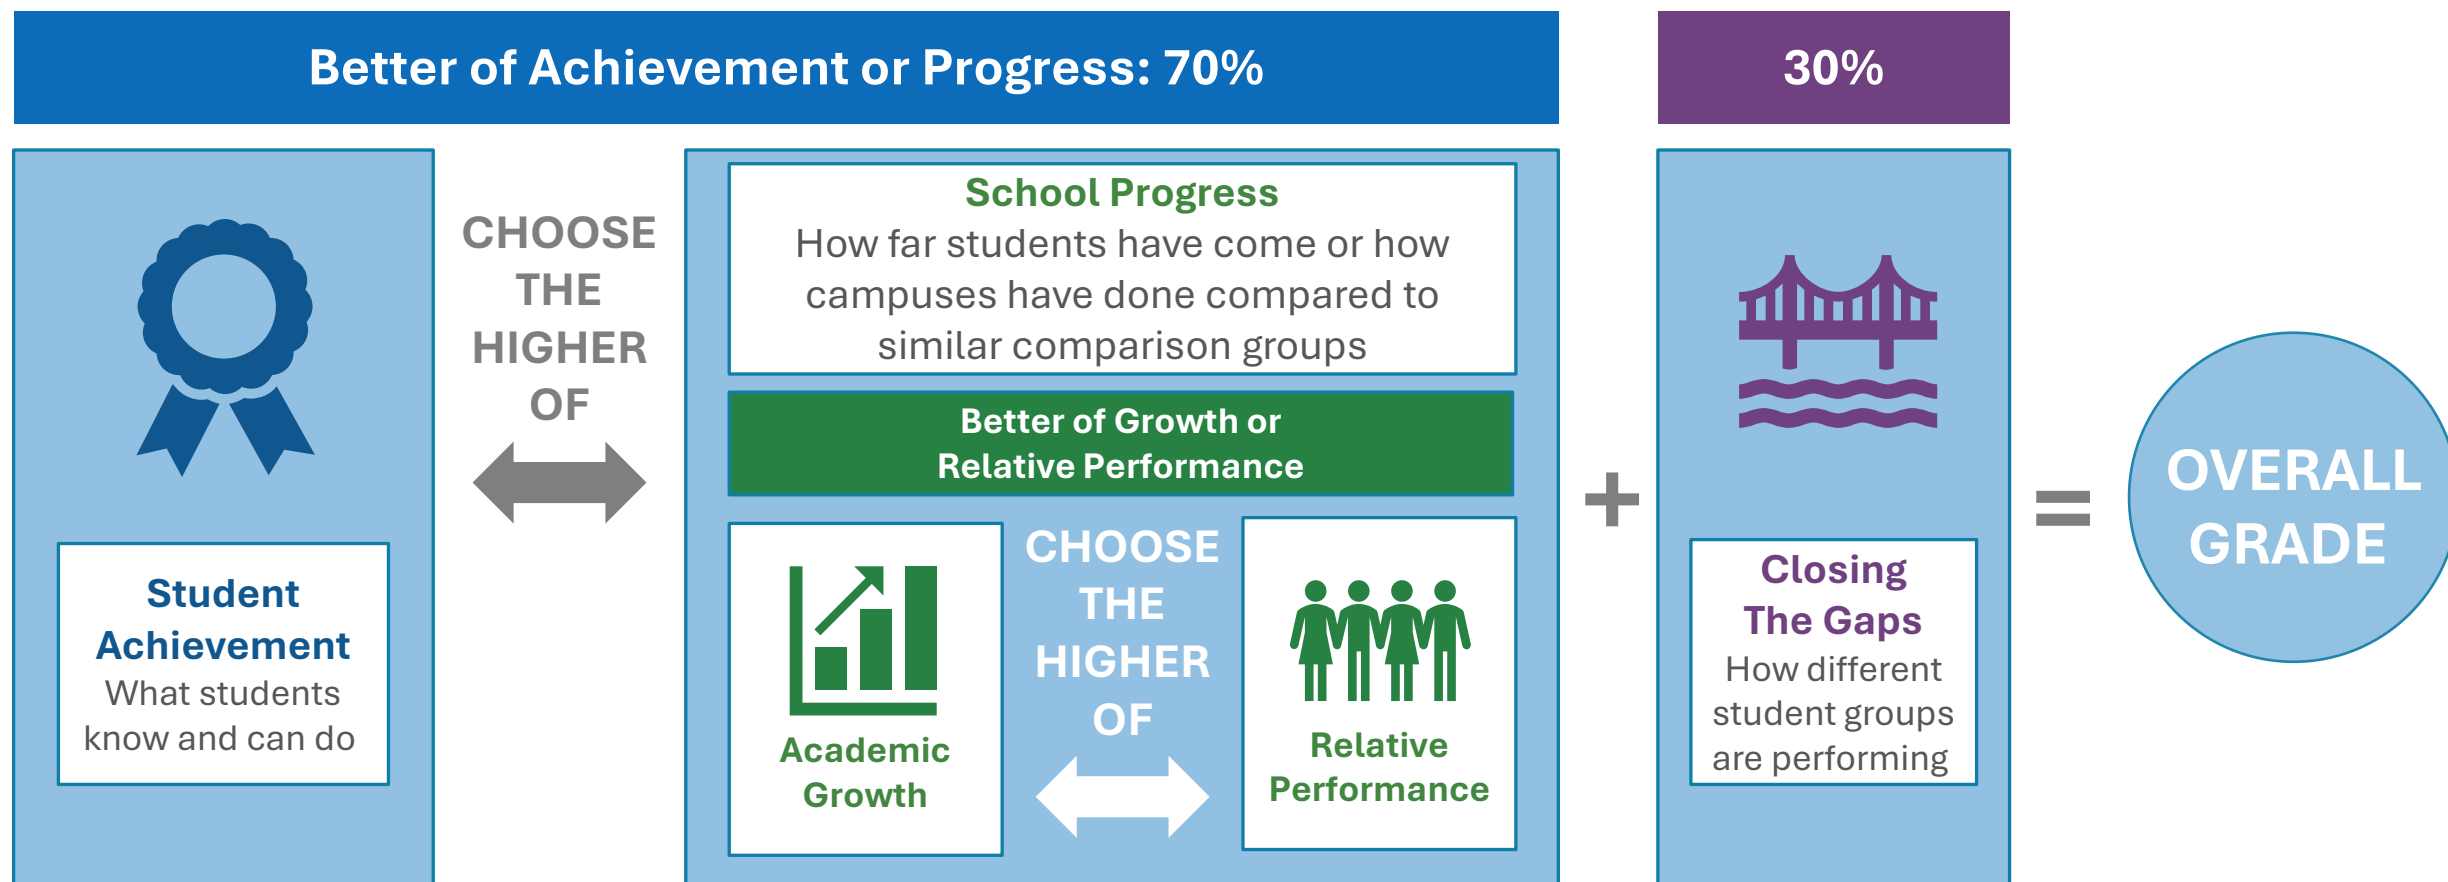 Better of Achievement or Progress: 70%
30%
Student
Achievement
What students
know and can do
CHOOSE
THE
HIGHER
OF
School Progress
How far students have come or how
campuses have done compared to
similar comparison groups
Better of Growth or
Relative Performance
Academic
Growth
CHOOSE
THE
HIGHER
OF
Relative
Performance
+
Closing
The Gaps
How different
student groups
are performing
=
OVERALL
GRADE